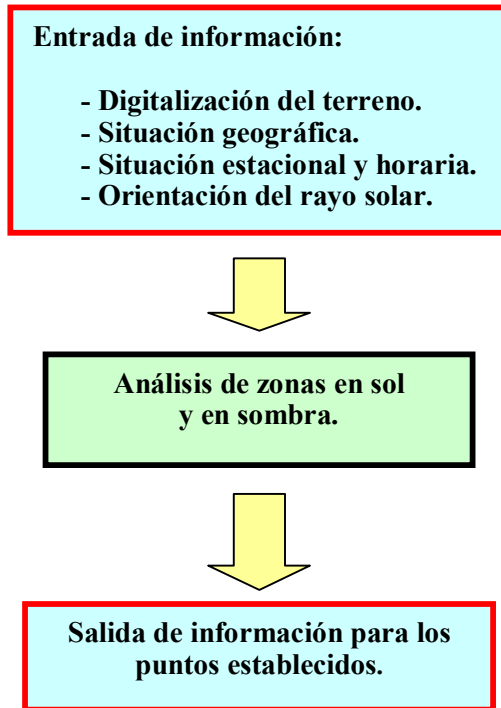 Entrada de información:
- Digitalización del terreno.
- Situación geográfica.
- Situación estacional y horaria.
- Orientación del rayo solar.
Análisis de zonas en sol
y en sombra.
Salida de información para los
puntos establecidos.